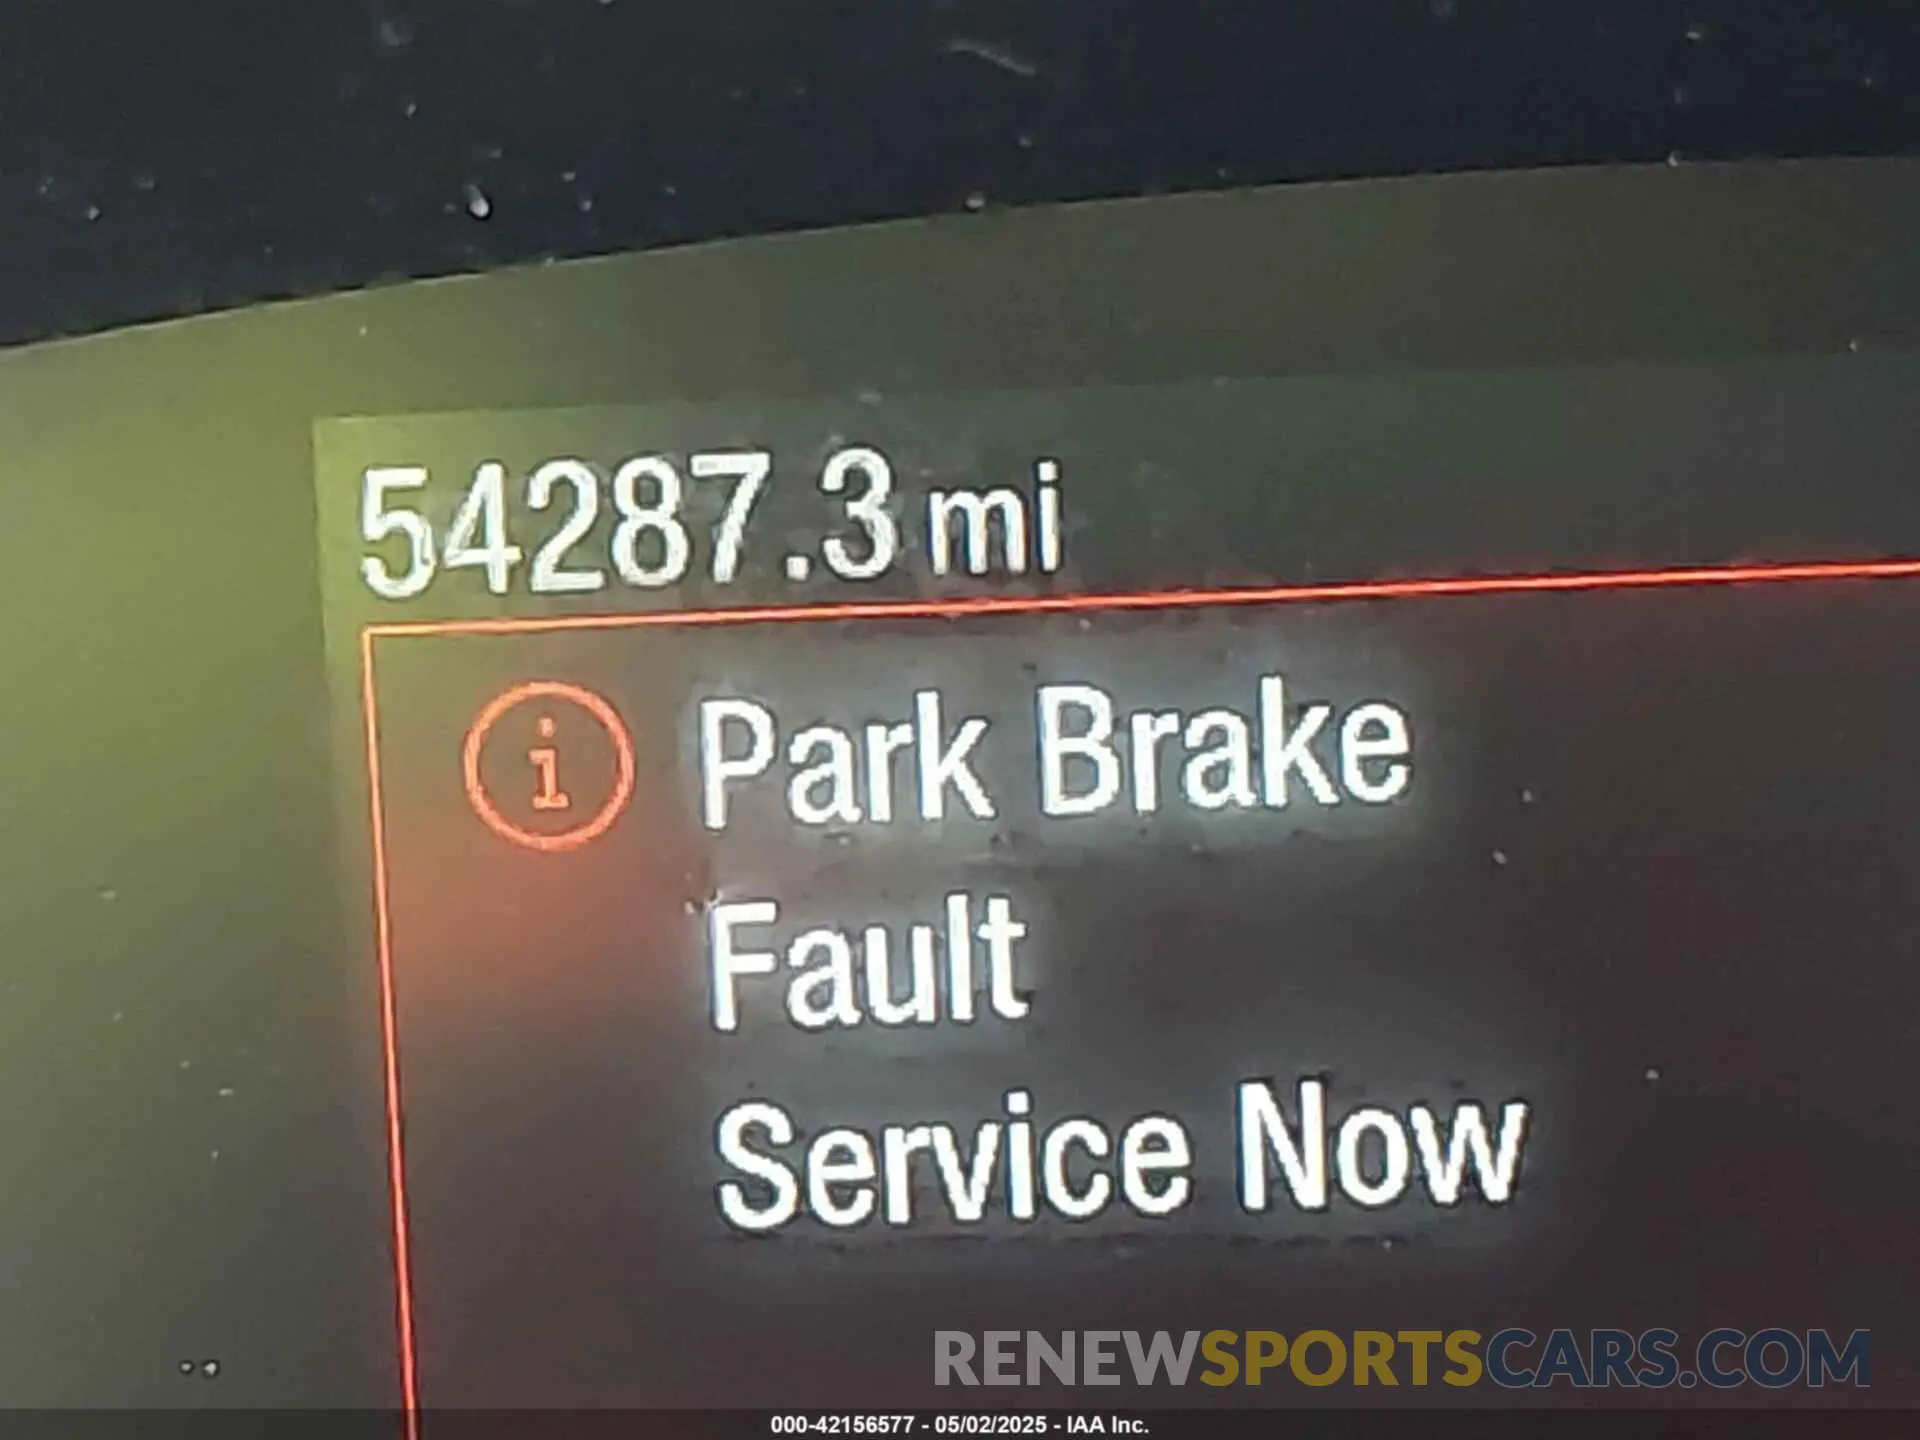 54287.3 mi
i Park Brake
Fault
Service Now
RENEWSPORTSCARS.COM
000-42156577 - 05/02/2025 - IAA Inc.